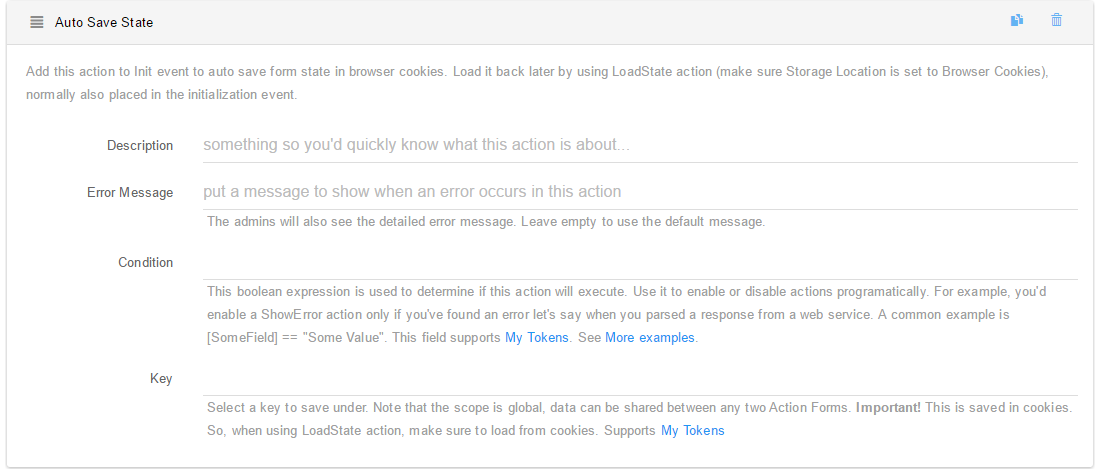 Auto Save State
Add this action to Init event to auto save form state in browser cookies. Load it back later by using LoadState action (make sure Storage Location is set to Browser Cookies),
normally also placed in the initialization event.
Description
something so you'd quickly know what this action is about...
Error Message
put a message to show when an error occurs in this action
The admins will also see the detailed error message. Leave empty to use the default message.
Condition
This boolean expression is used to determine if this action will execute. Use it to enable or disable actions programatically. For example, you'd
enable a ShowError action only if you've found an error let's say when you parsed a response from a web service. A common example is
[SomeField] == "Some Value". This field supports My Tokens. See More examples.
Key
Select a key to save under. Note that the scope is global, data can be shared between any two Action Forms. Important! This is saved in cookies.
So, when using LoadState action, make sure to load from cookies. Supports My Tokens